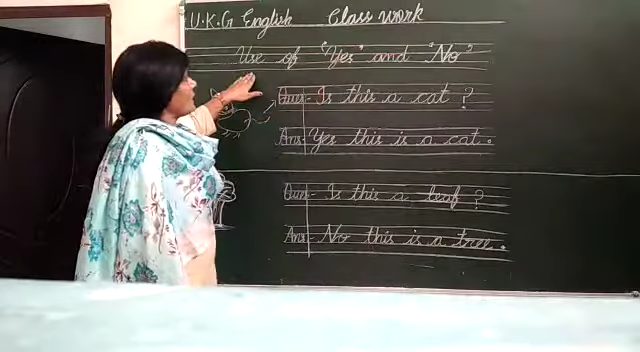 U.K.G English Class work
Use of "Yes" and "No"
Ques- Is this a cat ?
Ans- Yes this is a cat .
Ques- Is this a leaf ?
Ans- No this is a tree .